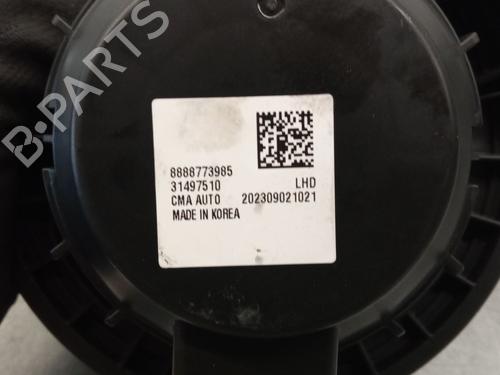 B-PARTS
8888773985
31497510 LHD
CMA AUTO 202309021021
MADE IN KOREA